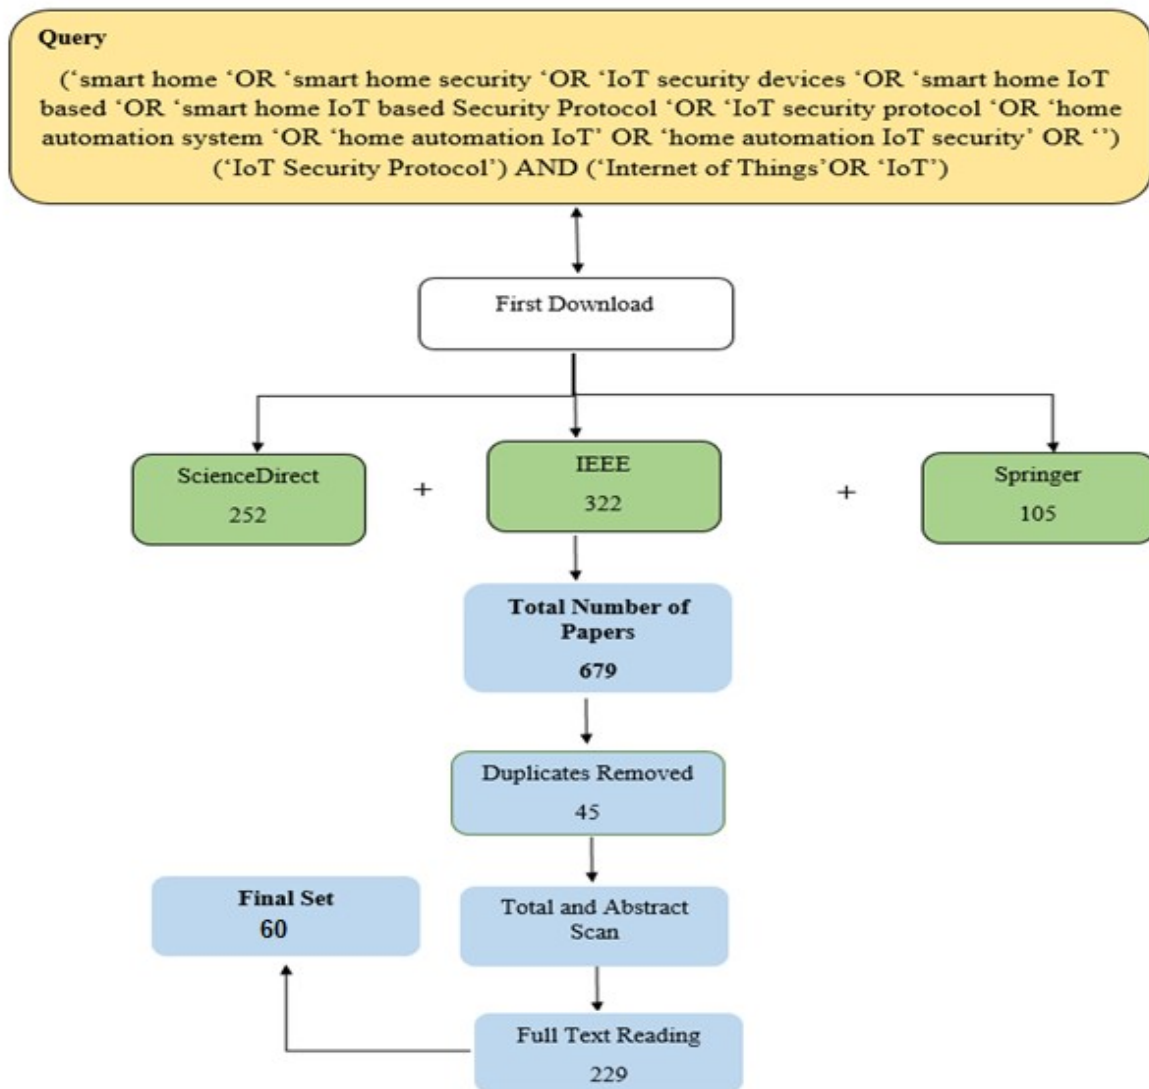 Query
(‘smart home ‘OR ‘smart home security ‘OR ‘IoT security devices ‘OR ‘smart home IoT
based ‘OR ‘smart home IoT based Security Protocol ‘OR ‘IoT security protocol ‘OR ‘home
automation system ‘OR ‘home automation IoT’ OR ‘home automation IoT security’ OR ‘’)
(‘IoT Security Protocol’) AND (‘Internet of Things’OR ‘IoT’)
First Download
ScienceDirect
252
+
IEEE
322
+
Springer
105
Total Number of
Papers
679
Duplicates Removed
45
Total and Abstract
Scan
Full Text Reading
229
Final Set
60